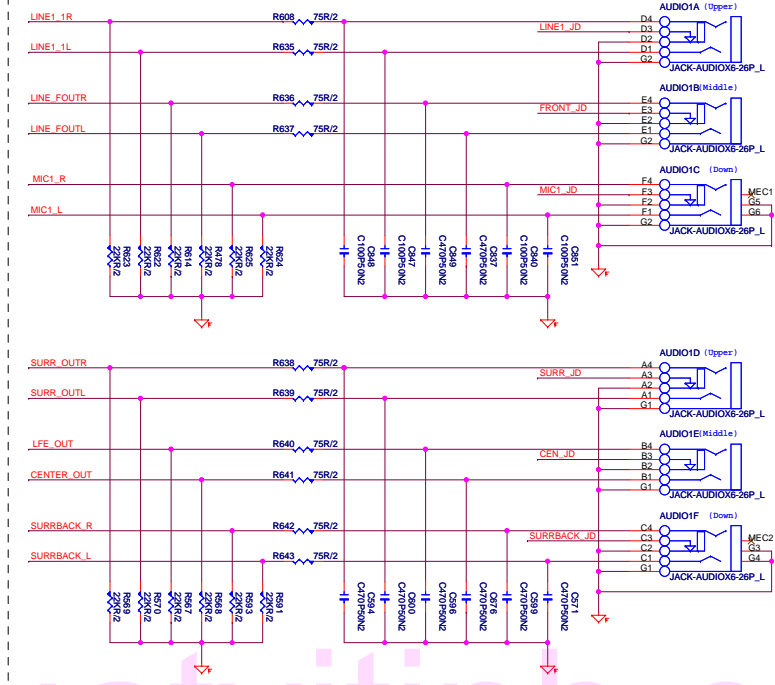 AUDIO1A (Upper)
LINE1_1R R608 75R/2 D4
LINE1_JD D3
D2
LINE1_1L R635 75R/2 D1
G2
JACK-AUDIOX6-26P_L
AUDIO1B(Middle)
LINE_FOUTR R636 75R/2 E4
FRONT_JD E3
E2
LINE_FOUTL R637 75R/2 E1
G2
JACK-AUDIOX6-26P_L
AUDIO1C (Down)
MIC1_R F4
MIC1_JD F3 MEC1
F2 G5
MIC1_L F1 G6
G2
JACK-AUDIOX6-26P_L
R623 22KR/2
R622 22KR/2
R614 22KR/2
R478 22KR/2
R625 22KR/2
R624 22KR/2
C848 C100P50N2
C847 C100P50N2
C849 C470P50N2
C837 C470P50N2
C840 C100P50N2
C851 C100P50N2
AUDIO1D (Upper)
SURR_OUTR R638 75R/2 A4
SURR_JD A3
A2
SURR_OUTL R639 75R/2 A1
G1
JACK-AUDIOX6-26P_L
AUDIO1E(Middle)
LFE_OUT R640 75R/2 B4
CEN_JD B3
B2
CENTER_OUT R641 75R/2 B1
G1
JACK-AUDIOX6-26P_L
AUDIO1F (Down)
SURRBACK_R R642 75R/2 C4
SURRBACK_JD C3 MEC2
C2 G3
SURRBACK_L R643 75R/2 C1 G4
G1
JACK-AUDIOX6-26P_L
R569 22KR/2
R570 22KR/2
R567 22KR/2
R568 22KR/2
R593 22KR/2
R591 22KR/2
C594 C470P50N2
C600 C470P50N2
C596 C470P50N2
C676 C470P50N2
C599 C470P50N2
C571 C470P50N2